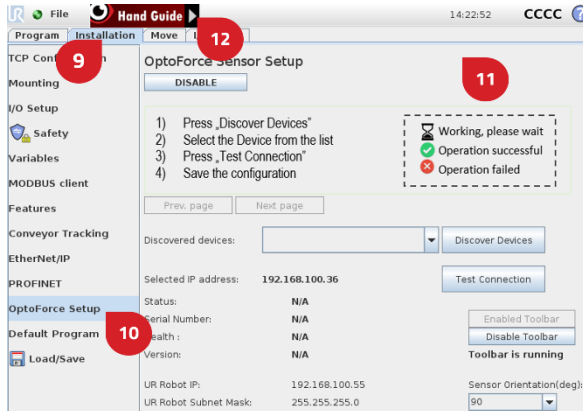 File Hand Guide 14:22:52 CCCC ?
Program Installation Move
9 12
TCP Con
OptoForce Sensor Setup
Mounting
DISABLE
11
I/O Setup
Safety
Variables
MODBUS client
Features
Conveyor Tracking
EtherNet/IP
PROFINET
OptoForce Setup
Default Program
10
Load/Save
1) Press „Discover Devices”
2) Select the Device from the list
3) Press „Test Connection”
4) Save the configuration
Working, please wait
Operation successful
Operation failed
Prev. page Next page
Discovered devices: Discover Devices
Selected IP address: 192.168.100.36 Test Connection
Status: N/A
Serial Number: N/A Enabled Toolbar
ealth : N/A Disable Toolbar
Version: N/A Toolbar is running
UR Robot IP: 192.168.100.55 Sensor Orientation(deg):
UR Robot Subnet Mask: 255.255.255.0 90